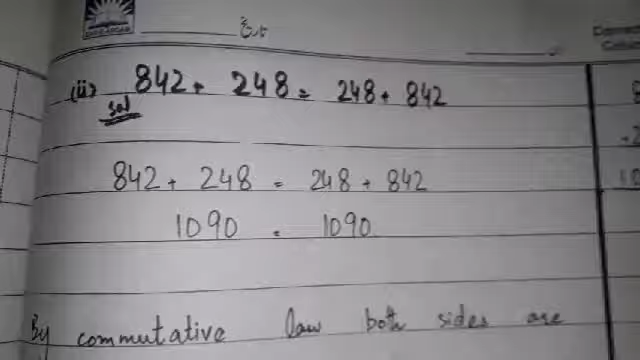 تاریخ
(ii) 842 + 248 = 248 + 842
Sol
842 + 248 = 248 + 842
1090 = 1090
By commutative law both sides are